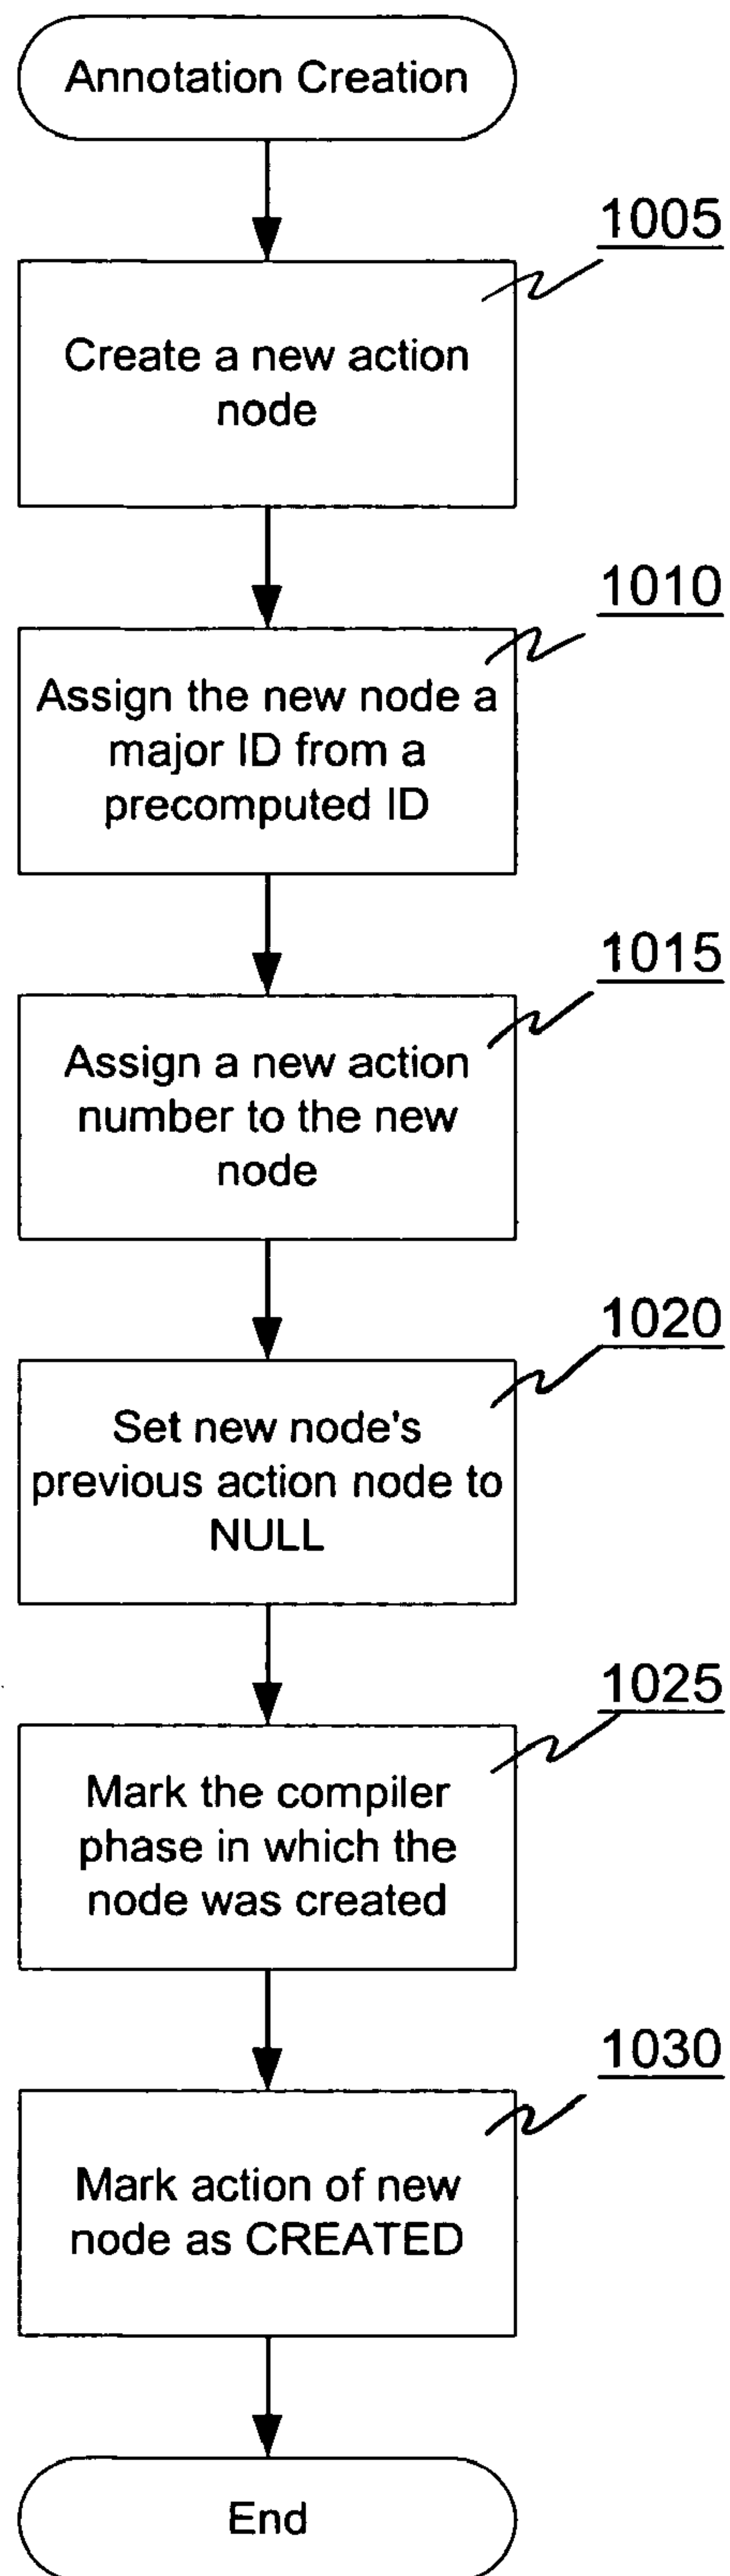 Annotation Creation
1005
Create a new action
node
1010
Assign the new node a
major ID from a
precomputed ID
1015
Assign a new action
number to the new
node
1020
Set new node's
previous action node to
NULL
1025
Mark the compiler
phase in which the
node was created
1030
Mark action of new
node as CREATED
End